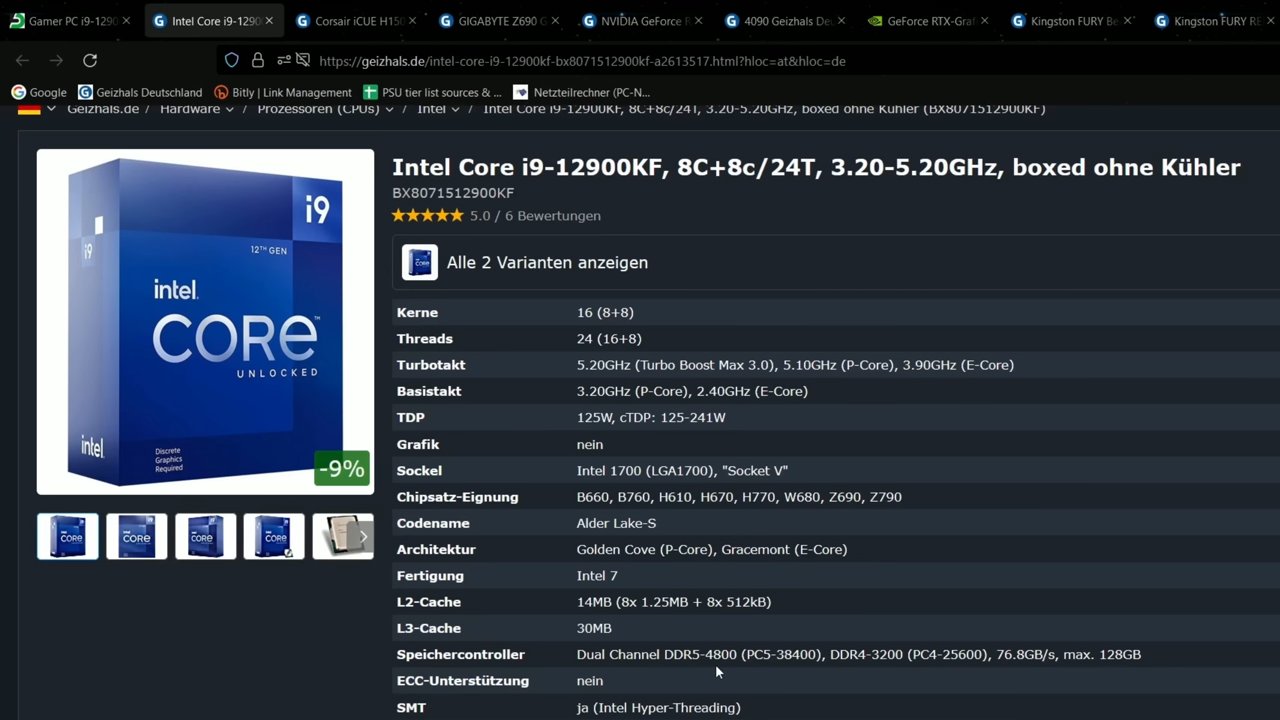 Gamer PC i9-1290
Intel Core i9-1290
Corsair iCUE H150
GIGABYTE Z690 G
NVIDIA GeForce R
4090 Geizhals Deu
GeForce RTX-Graf
Kingston FURY Be
Kingston FURY RE
https://geizhals.de/intel-core-i9-12900kf-bx8071512900kf-a2613517.html?hloc=at&hloc=de
Google
Geizhals Deutschland
Bitly | Link Management
PSU tier list sources & ...
Netzteilrechner (PC-N...
Geizhals.de / Hardware / Prozessoren (CPUs) / Intel / Intel Core i9-12900KF, 8C+8c/24T, 3.20-5.20GHz, boxed ohne Kühler (BX8071512900KF)
i9
i9
12TH GEN
intel.
CORE™
UNLOCKED
intel.
Discrete
Graphics
Required
-9%
Intel Core i9-12900KF, 8C+8c/24T, 3.20-5.20GHz, boxed ohne Kühler
BX8071512900KF
5.0 / 6 Bewertungen
Alle 2 Varianten anzeigen
Kerne 16 (8+8)
Threads 24 (16+8)
Turbotakt 5.20GHz (Turbo Boost Max 3.0), 5.10GHz (P-Core), 3.90GHz (E-Core)
Basistakt 3.20GHz (P-Core), 2.40GHz (E-Core)
TDP 125W, cTDP: 125-241W
Grafik nein
Sockel Intel 1700 (LGA1700), "Socket V"
Chipsatz-Eignung B660, B760, H610, H670, H770, W680, Z690, Z790
Codename Alder Lake-S
Architektur Golden Cove (P-Core), Gracemont (E-Core)
Fertigung Intel 7
L2-Cache 14MB (8x 1.25MB + 8x 512kB)
L3-Cache 30MB
Speichercontroller Dual Channel DDR5-4800 (PC5-38400), DDR4-3200 (PC4-25600), 76.8GB/s, max. 128GB
ECC-Unterstützung nein
SMT ja (Intel Hyper-Threading)